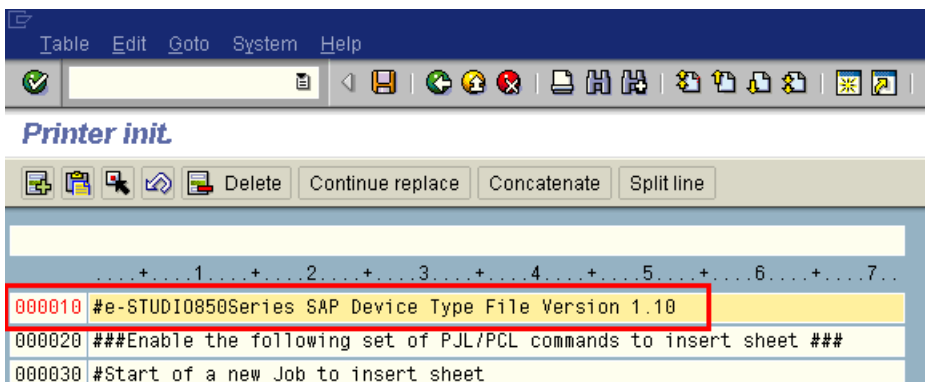 Table Edit Goto System Help
Printer init.
Delete Continue replace Concatenate Split line
....+....1....+....2....+....3....+....4....+....5....+....6....+....7..
000010 #e-STUDIO850Series SAP Device Type File Version 1.10
000020 ###Enable the following set of PJL/PCL commands to insert sheet ###
000030 #Start of a new Job to insert sheet